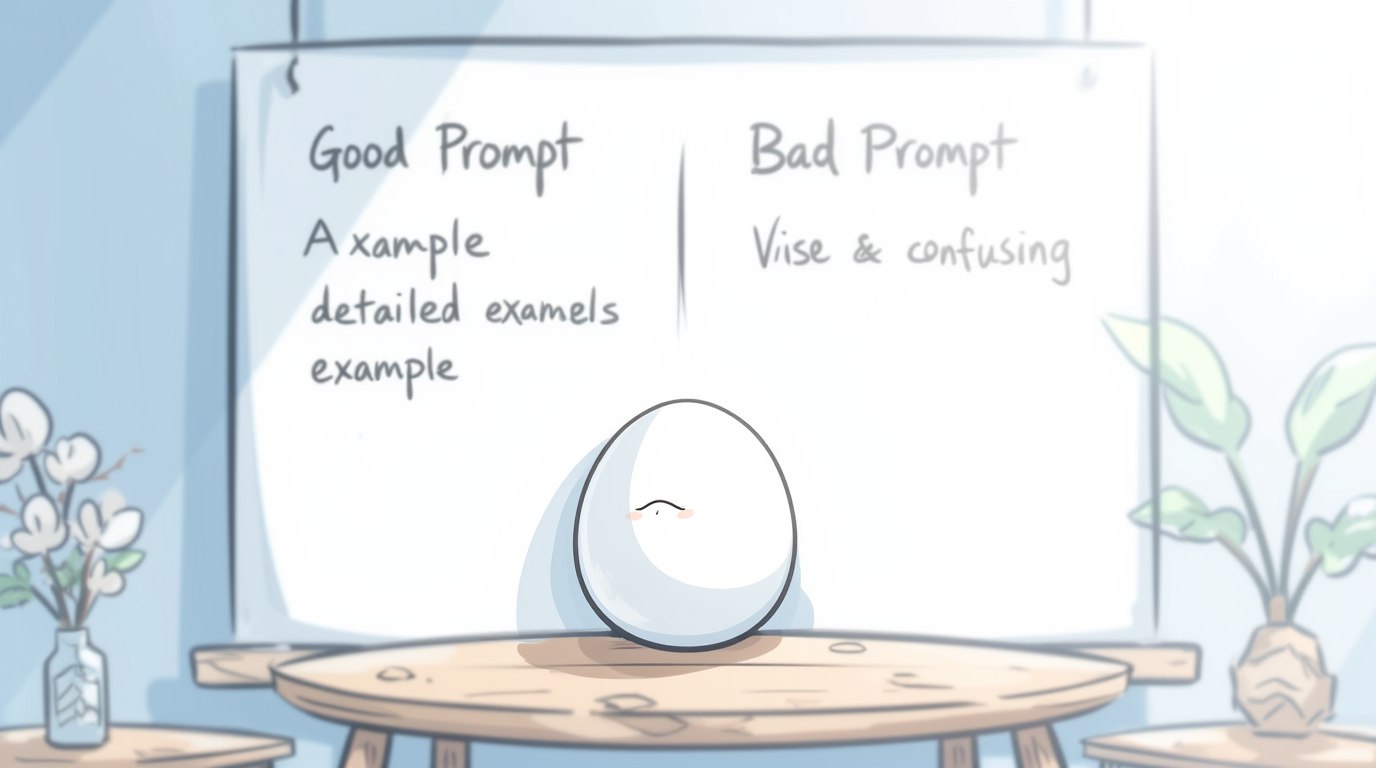 Good Prompt
A xample
detailed examels
example
Bad Prompt
Viise & confusing